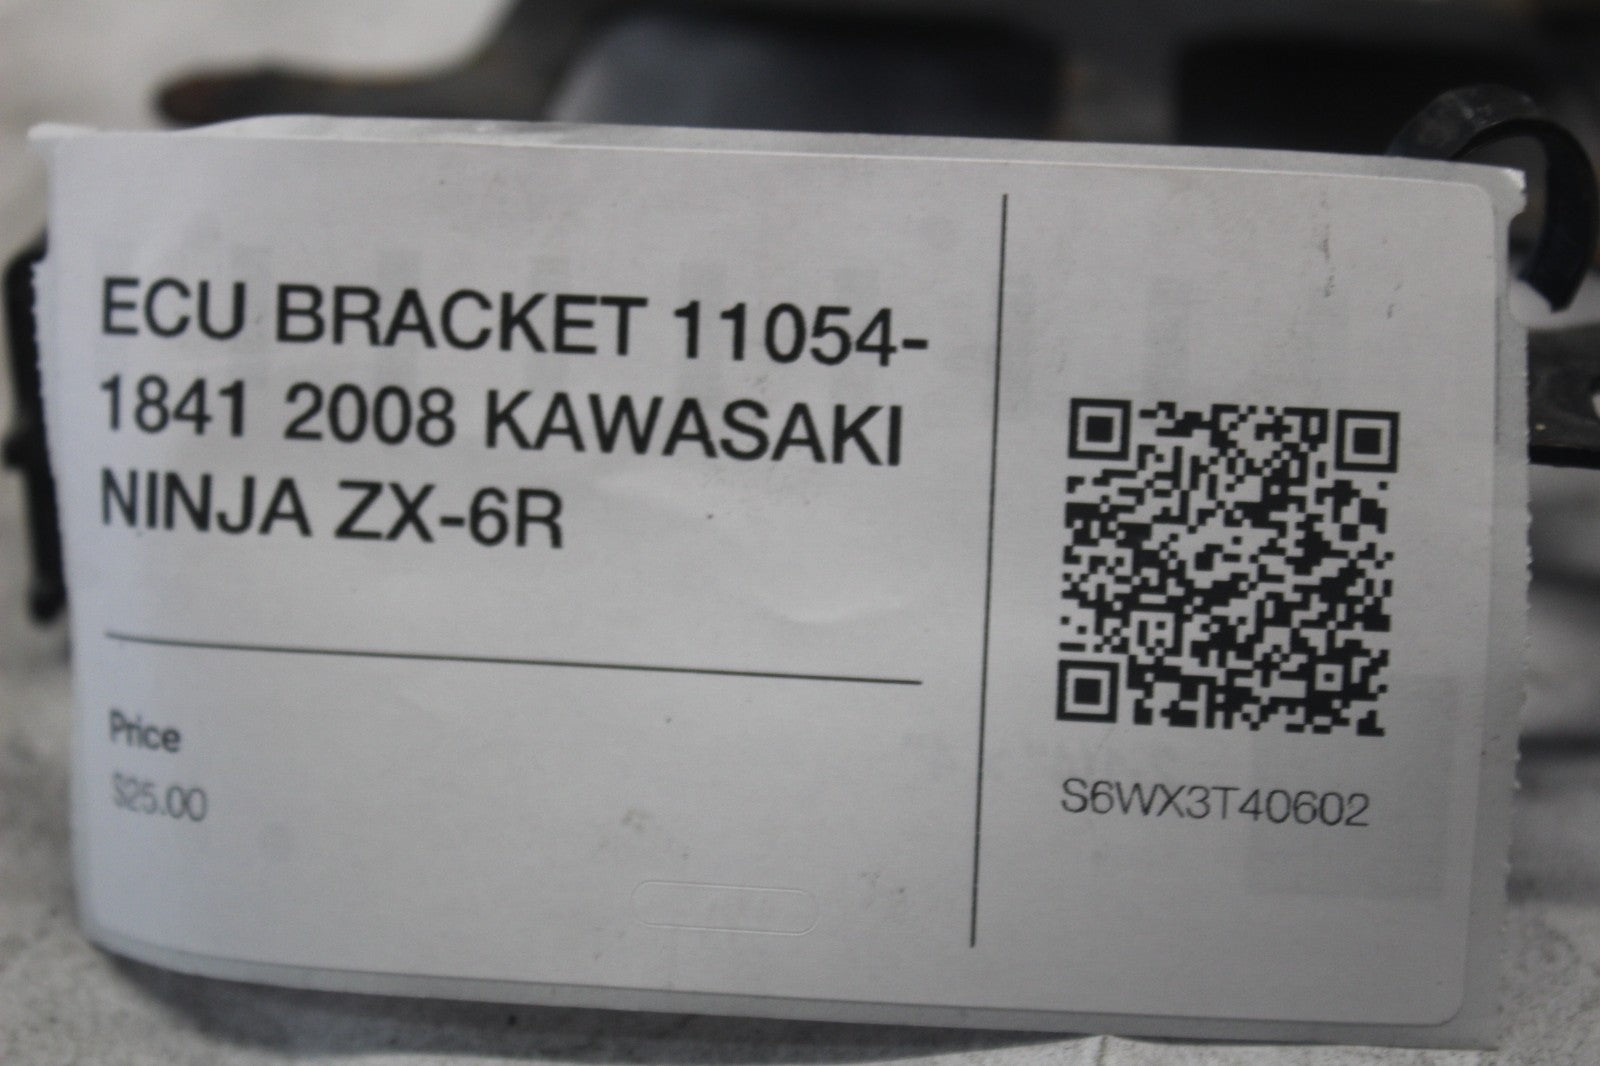 ECU BRACKET 11054-
1841 2008 KAWASAKI
NINJA ZX-6R
Price
$25.00
S6WX3T40602